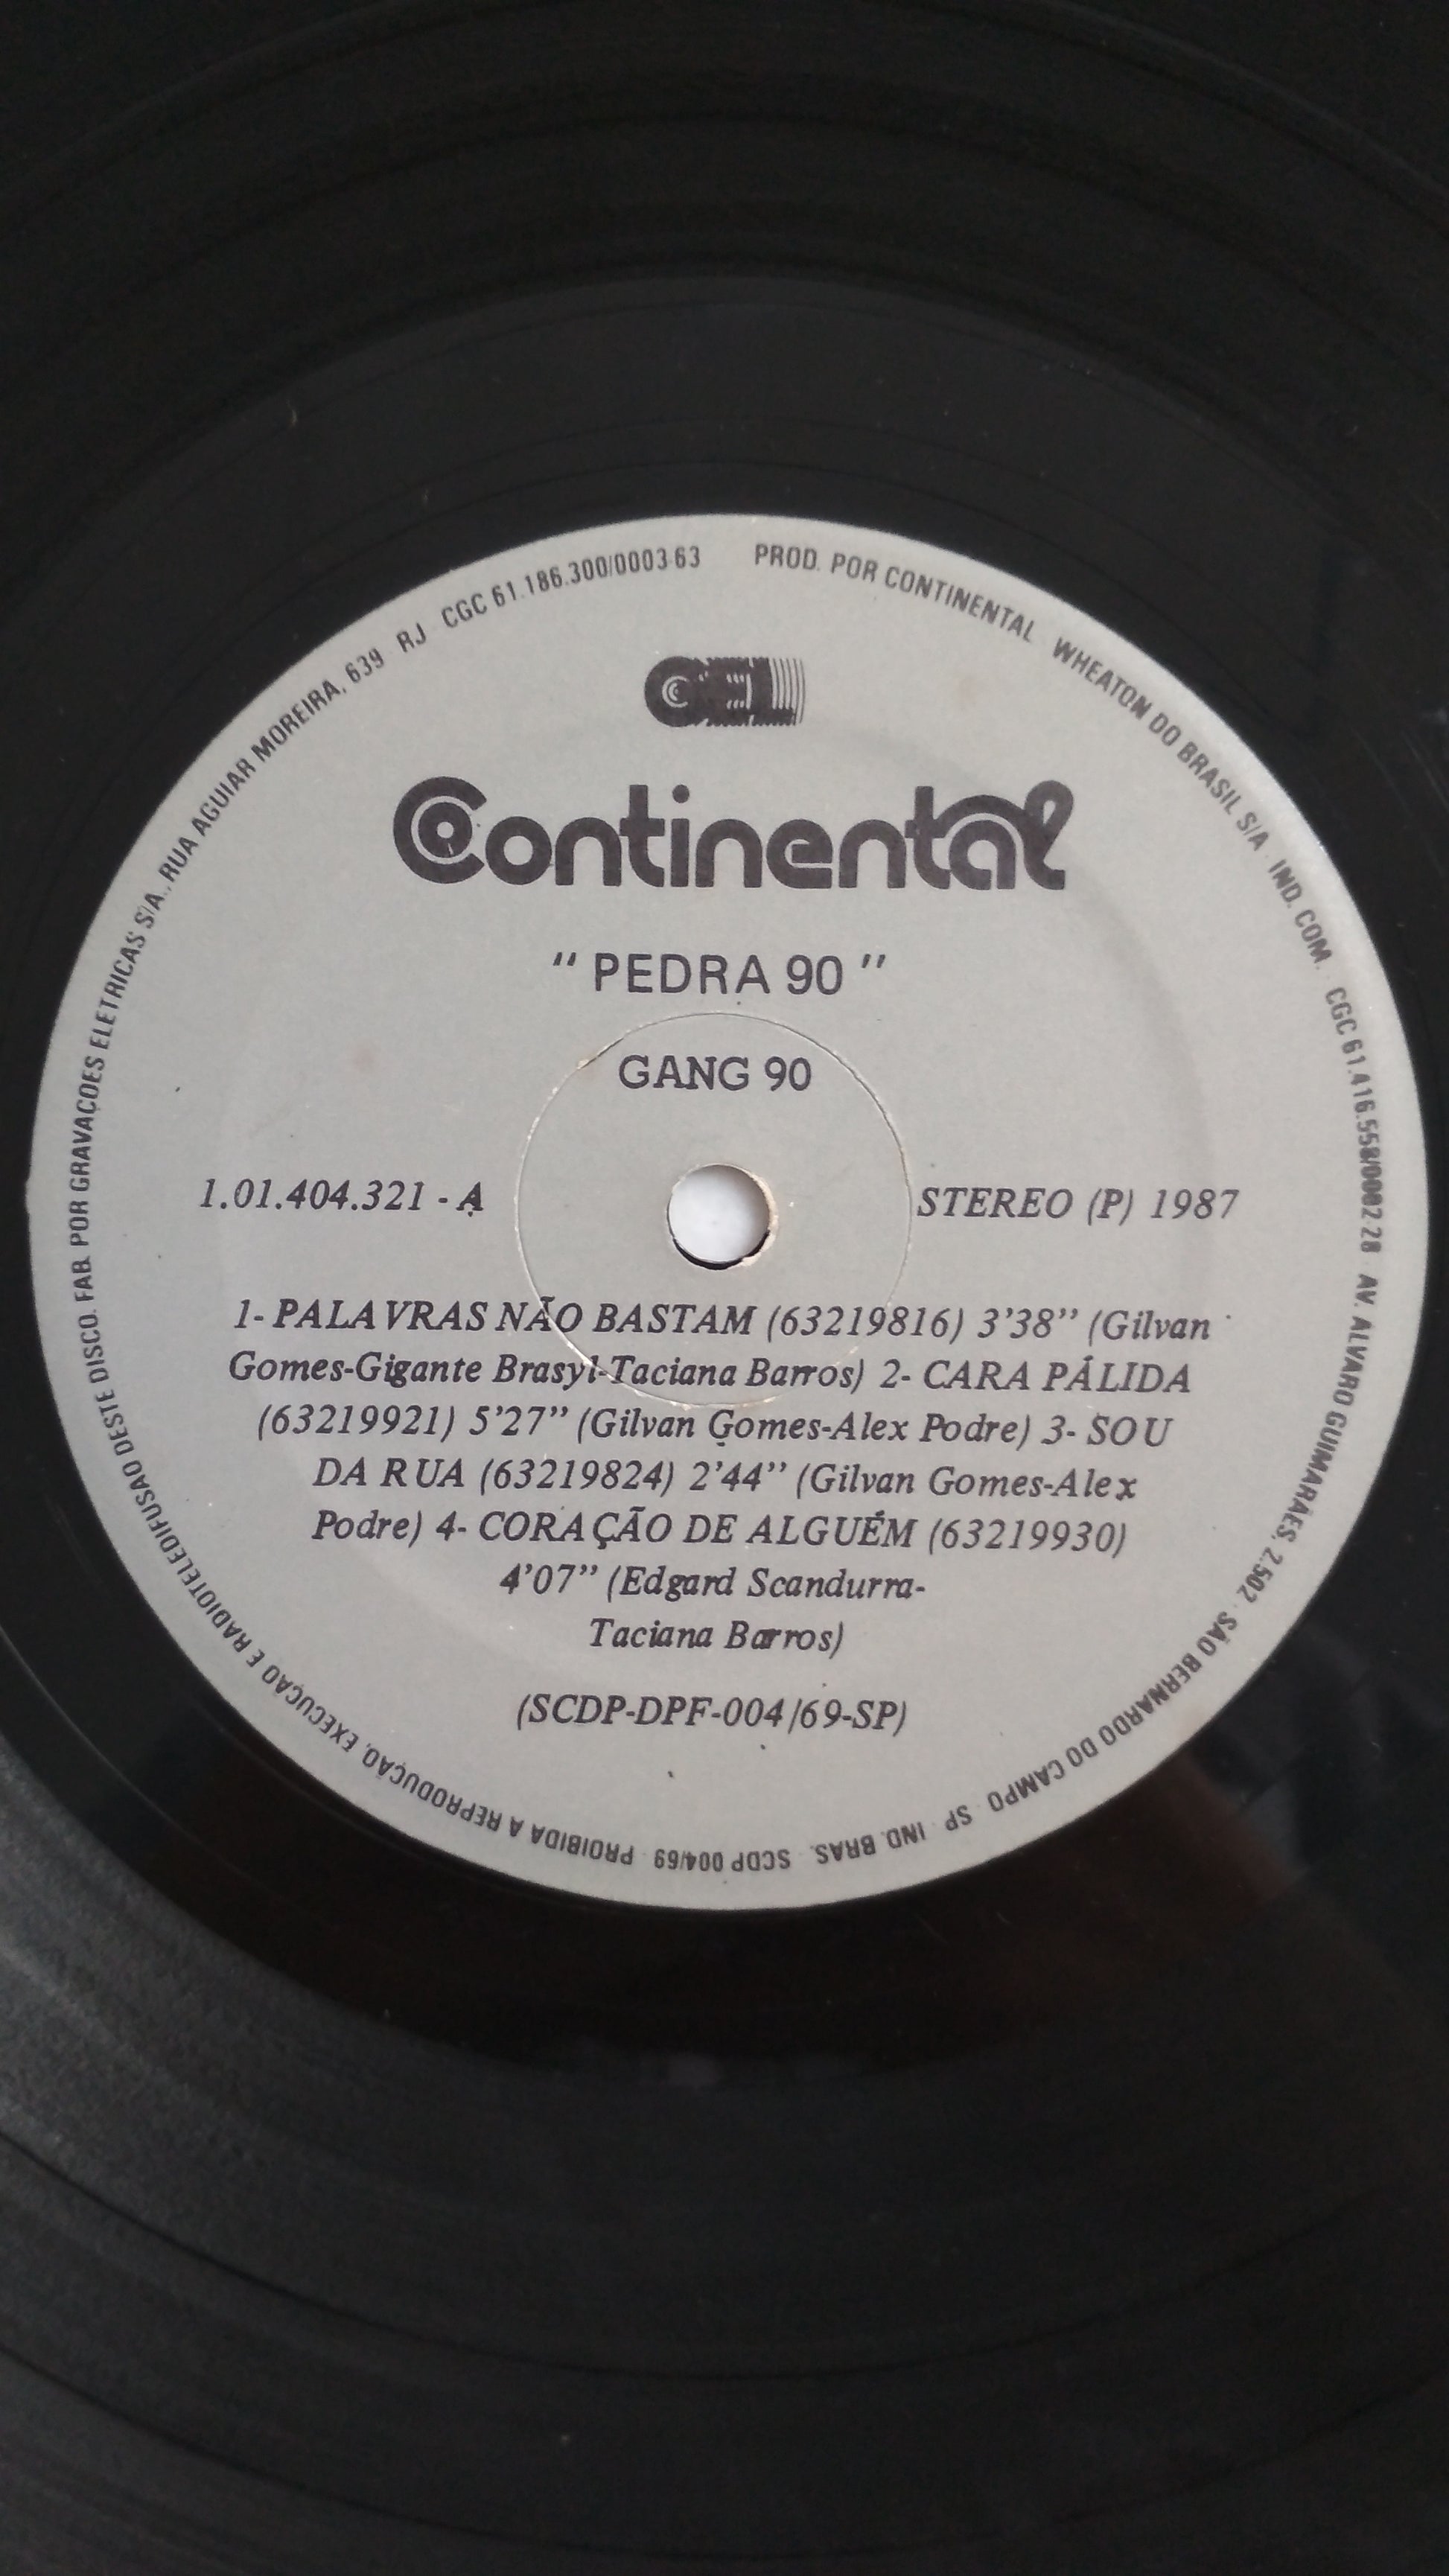 Continental
“ PEDRA 90 ”
GANG 90
1.01.404.321 - A
STEREO (P) 1987
1- PALAVRAS NÃO BASTAM (63219816) 3’38” (Gilvan
Gomes-Gigante Brasyl-Taciana Barros) 2- CARA PÁLIDA
(63219921) 5’27” (Gilvan Gomes-Alex Podre) 3- SOU
DA RUA (63219824) 2’44” (Gilvan Gomes-Alex
Podre) 4- CORAÇÃO DE ALGUÉM (63219930)
4’07” (Edgard Scandurra-
Taciana Barros)
(SCDP-DPF-004/69-SP)
PROD. POR CONTINENTAL WHEATON DO BRASIL S/A IND. COM. CGC 61.416.558/0002 28 AV. ALVARO GUIMARÃES, 2.502 SÃO BERNARDO DO CAMPO SP IND. BRAS. SCDP 004/69 PROIBIDA A REPRODUÇÃO, EXECUÇÃO E RADIOTELEDIFUSAO DESTE DISCO. FAB. POR GRAVAÇOES ELETRICAS S/A., RUA AGUIAR MOREIRA, 639 RJ CGC 61.186.300/0003 63